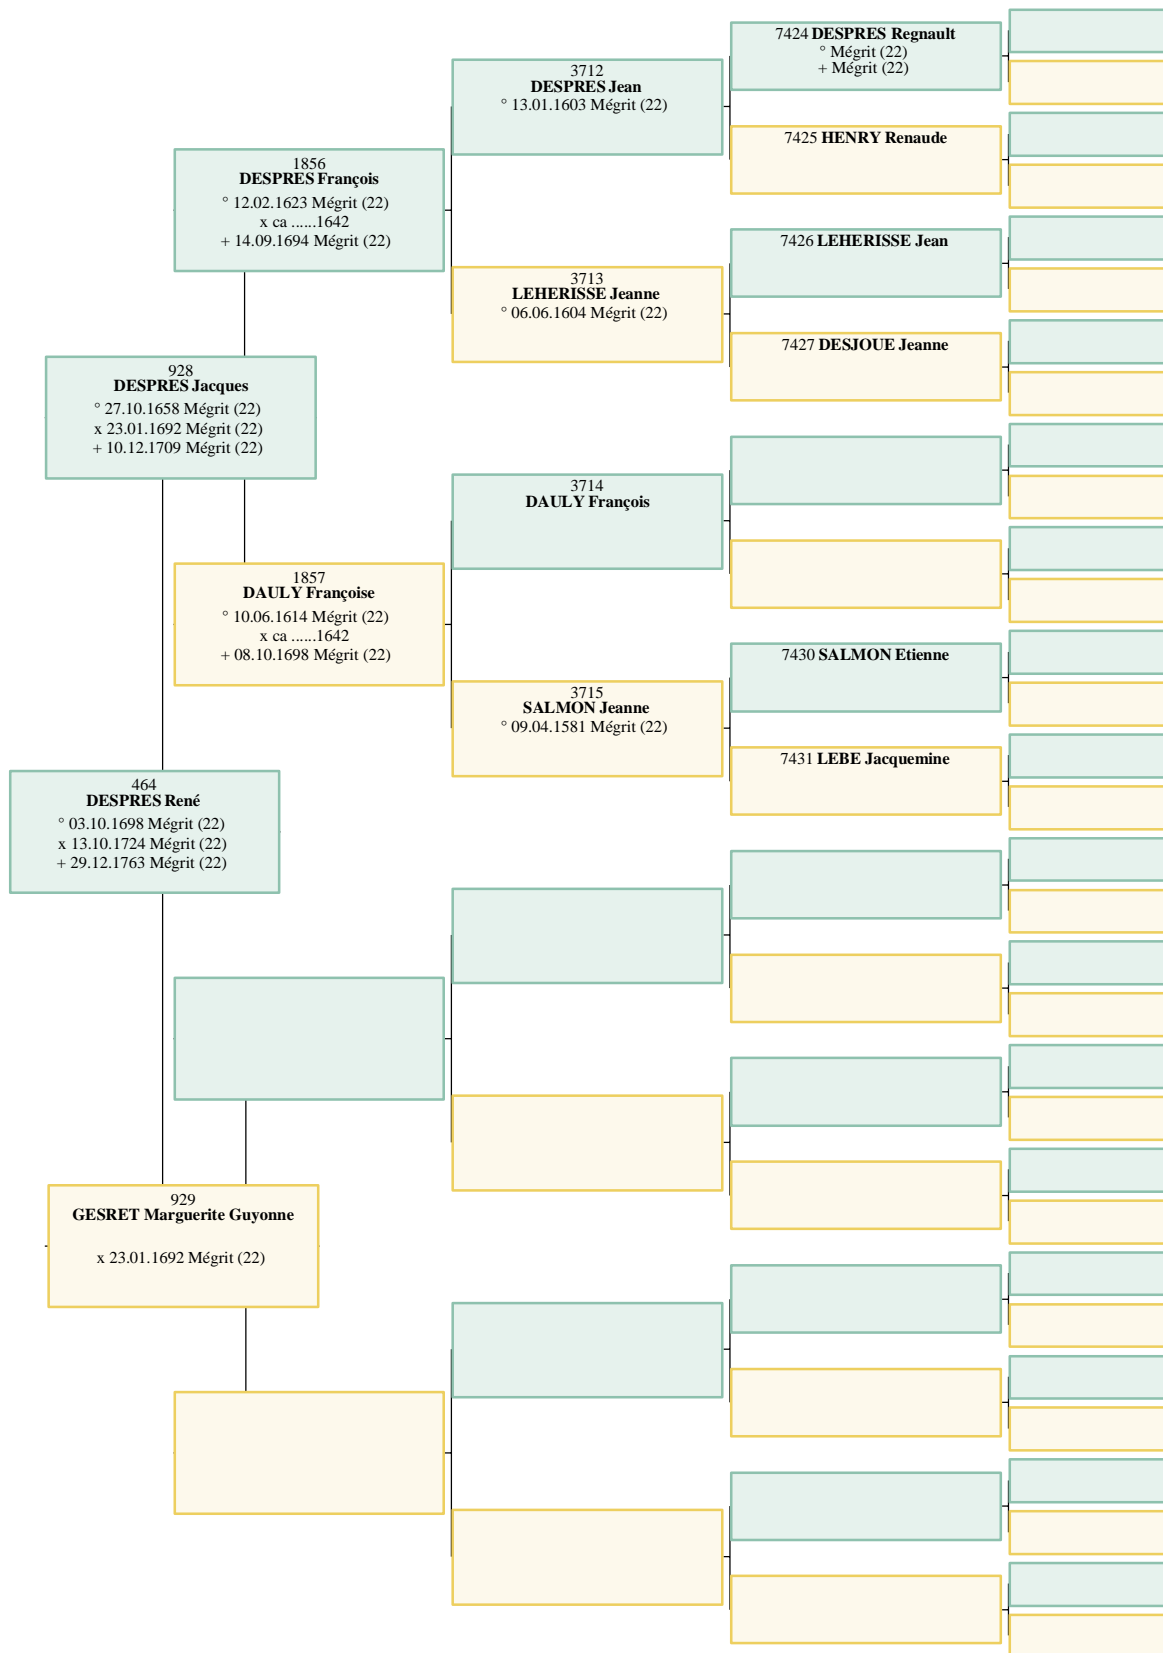 7424 DESPRES Regnault
° Mégrit (22)
+ Mégrit (22)
3712
DESPRES Jean
° 13.01.1603 Mégrit (22)
7425 HENRY Renaude
1856
DESPRES François
° 12.02.1623 Mégrit (22)
x ca ......1642
+ 14.09.1694 Mégrit (22)
7426 LEHERISSE Jean
3713
LEHERISSE Jeanne
° 06.06.1604 Mégrit (22)
7427 DESJOUE Jeanne
928
DESPRES Jacques
° 27.10.1658 Mégrit (22)
x 23.01.1692 Mégrit (22)
+ 10.12.1709 Mégrit (22)
3714
DAULY François
1857
DAULY Françoise
° 10.06.1614 Mégrit (22)
x ca ......1642
+ 08.10.1698 Mégrit (22)
7430 SALMON Etienne
3715
SALMON Jeanne
° 09.04.1581 Mégrit (22)
7431 LEBE Jacquemine
464
DESPRES René
° 03.10.1698 Mégrit (22)
x 13.10.1724 Mégrit (22)
+ 29.12.1763 Mégrit (22)
929
GESRET Marguerite Guyonne
x 23.01.1692 Mégrit (22)